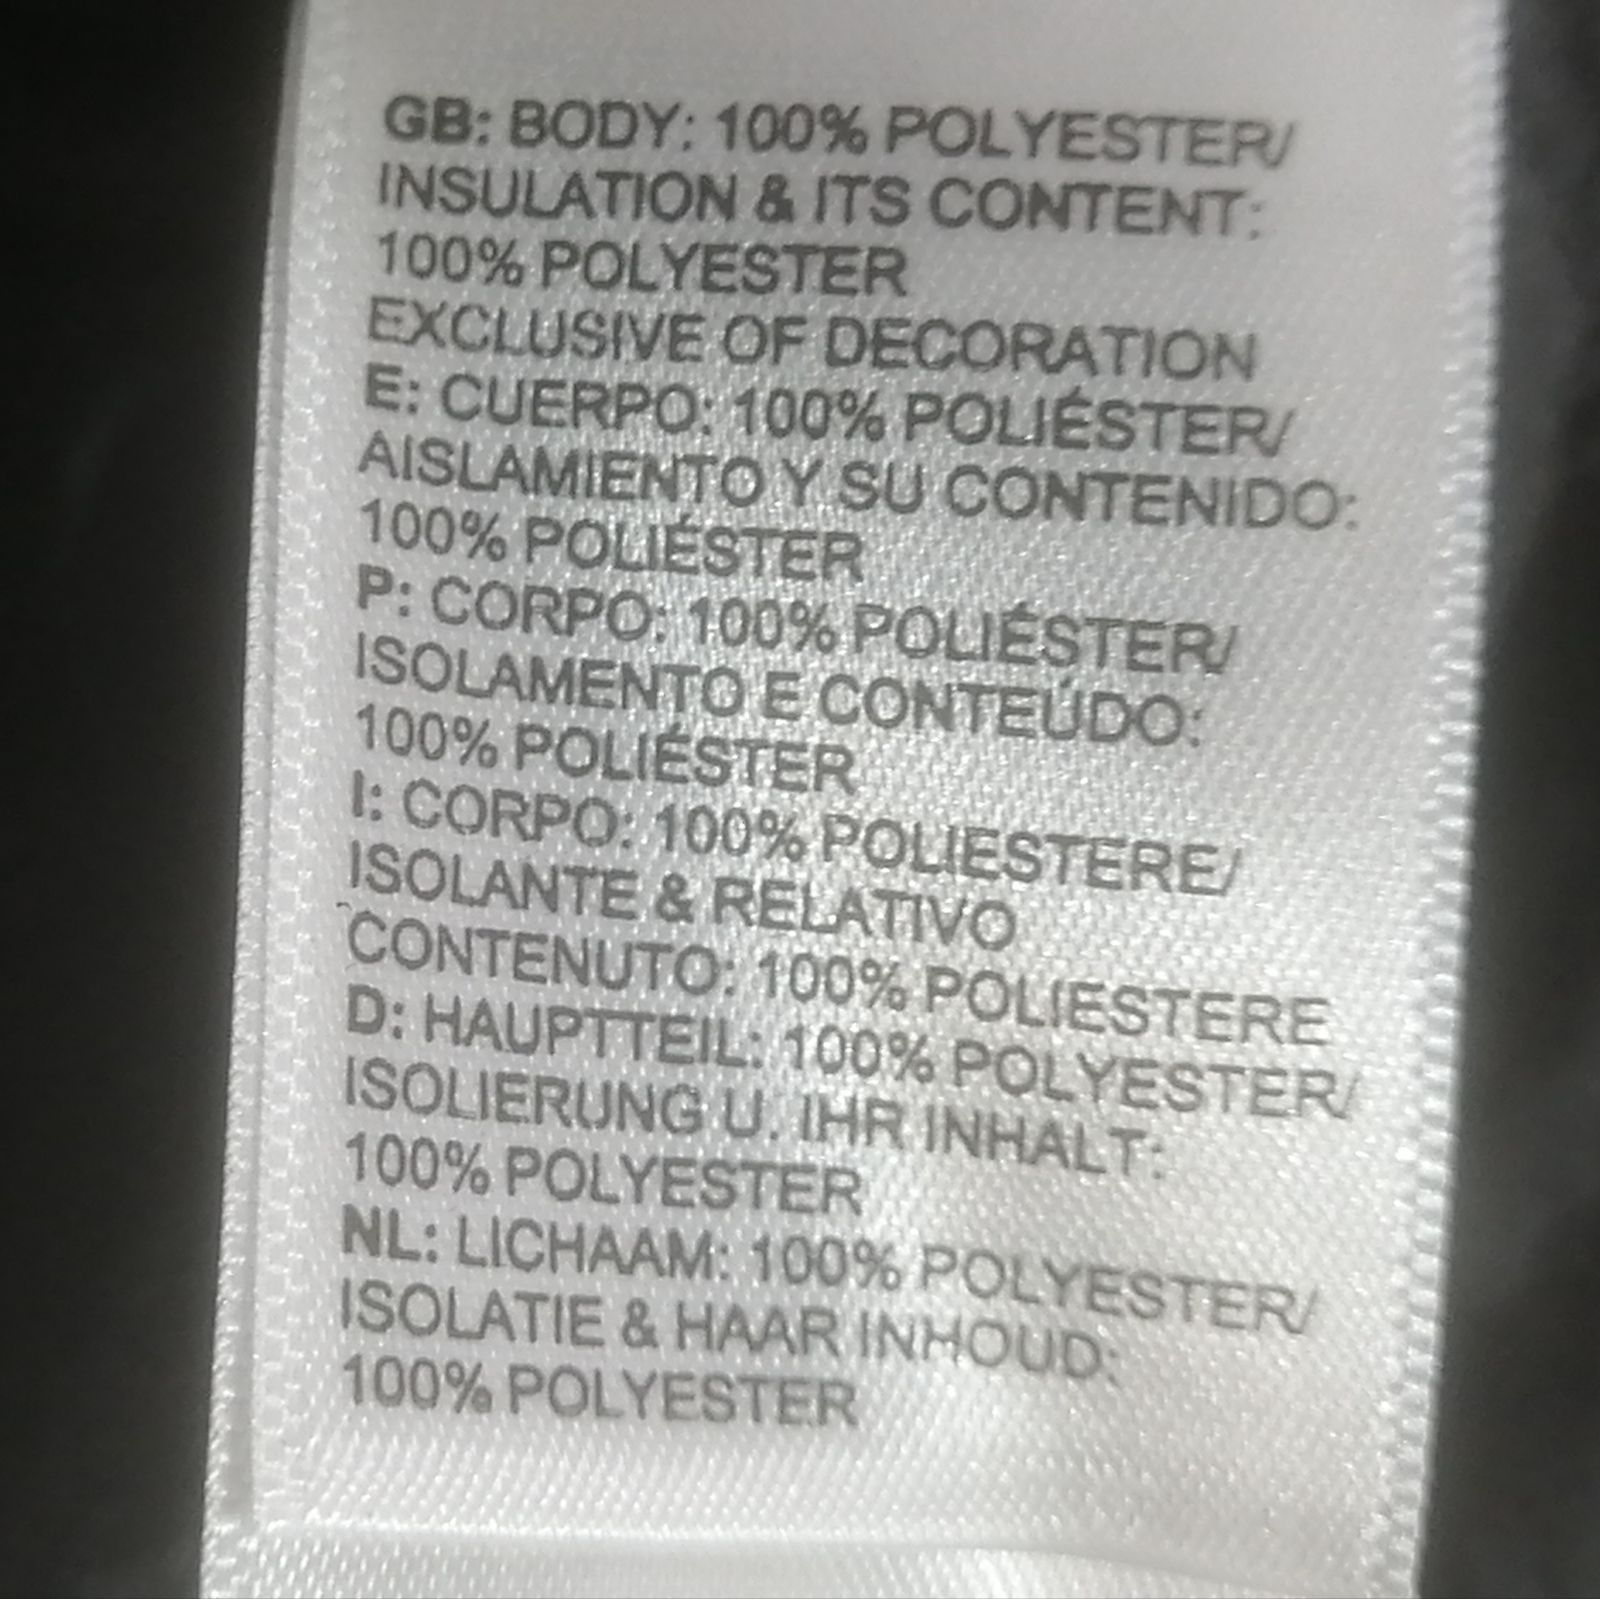 GB: BODY: 100% POLYESTER/
INSULATION & ITS CONTENT:
100% POLYESTER
EXCLUSIVE OF DECORATION
E: CUERPO: 100% POLIÉSTER/
AISLAMIENTO Y SU CONTENIDO:
100% POLIÉSTER
P: CORPO: 100% POLIÉSTER/
ISOLAMENTO E CONTEÚDO:
100% POLIÉSTER
I: CORPO: 100% POLIESTERE/
ISOLANTE & RELATIVO
CONTENUTO: 100% POLIESTERE
D: HAUPTTEIL: 100% POLYESTER/
ISOLIERUNG U. IHR INHALT:
100% POLYESTER
NL: LICHAAM: 100% POLYESTER/
ISOLATIE & HAAR INHOUD:
100% POLYESTER